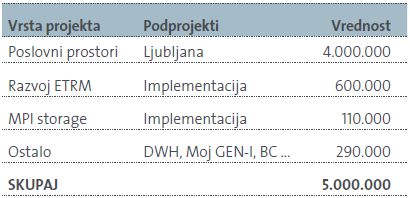 Vrsta projekta Podprojekti Vrednost
Poslovni prostori Ljubljana 4.000.000
Razvoj ETRM Implementacija 600.000
MPI storage Implementacija 110.000
Ostalo DWH, Moj GEN-I, BC ... 290.000
SKUPAJ 5.000.000